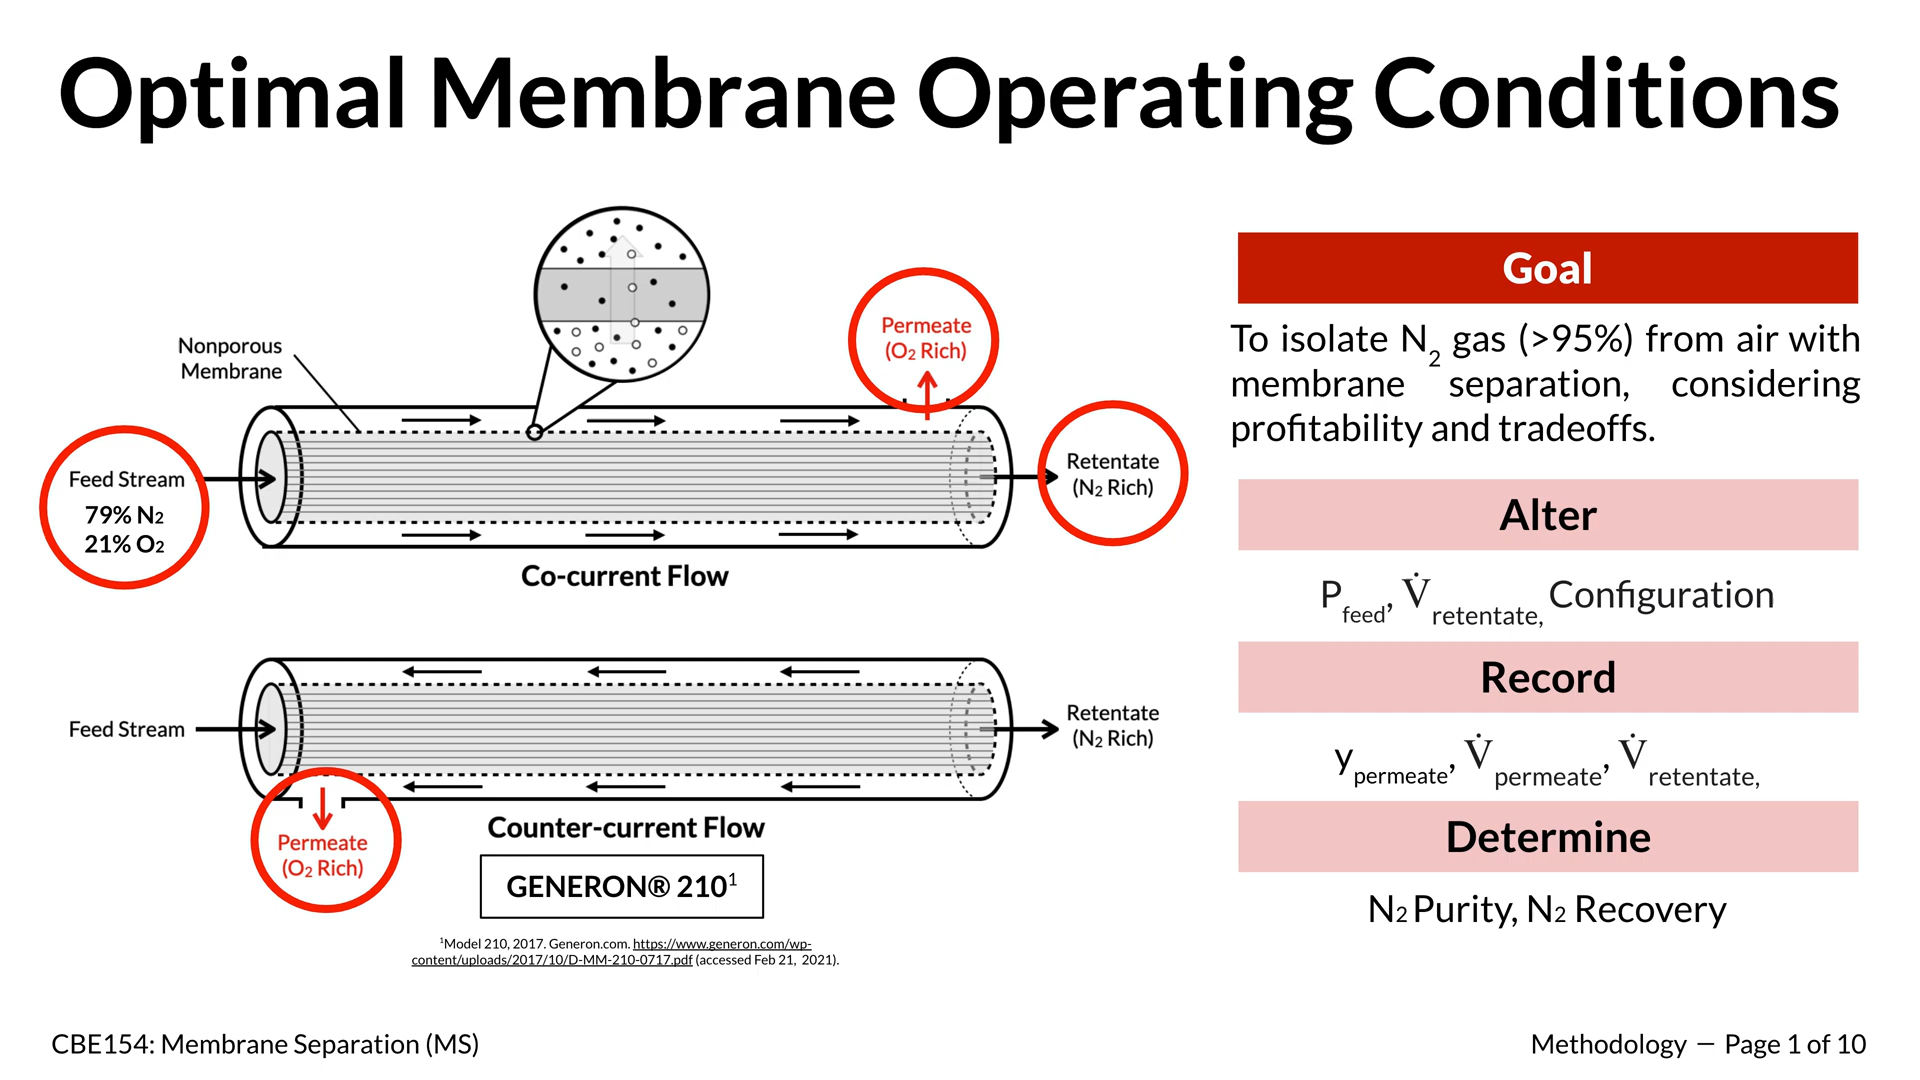 Optimal Membrane Operating Conditions
Nonporous
Membrane
Permeate
(O₂ Rich)
Feed Stream
79% N₂
21% O₂
Retentate
(N₂ Rich)
Co-current Flow
Feed Stream
Retentate
(N₂ Rich)
Permeate
(O₂ Rich)
Counter-current Flow
GENERON® 210¹
¹Model 210, 2017. Generon.com. https://www.generon.com/wp-
content/uploads/2017/10/D-MM-210-0717.pdf (accessed Feb 21, 2021).
Goal
To isolate N₂ gas (>95%) from air with
membrane separation, considering
profitability and tradeoffs.
Alter
P feed, V̇ retentate, Configuration
Record
y permeate, V̇ permeate, V̇ retentate,
Determine
N₂ Purity, N₂ Recovery
CBE154: Membrane Separation (MS)
Methodology — Page 1 of 10